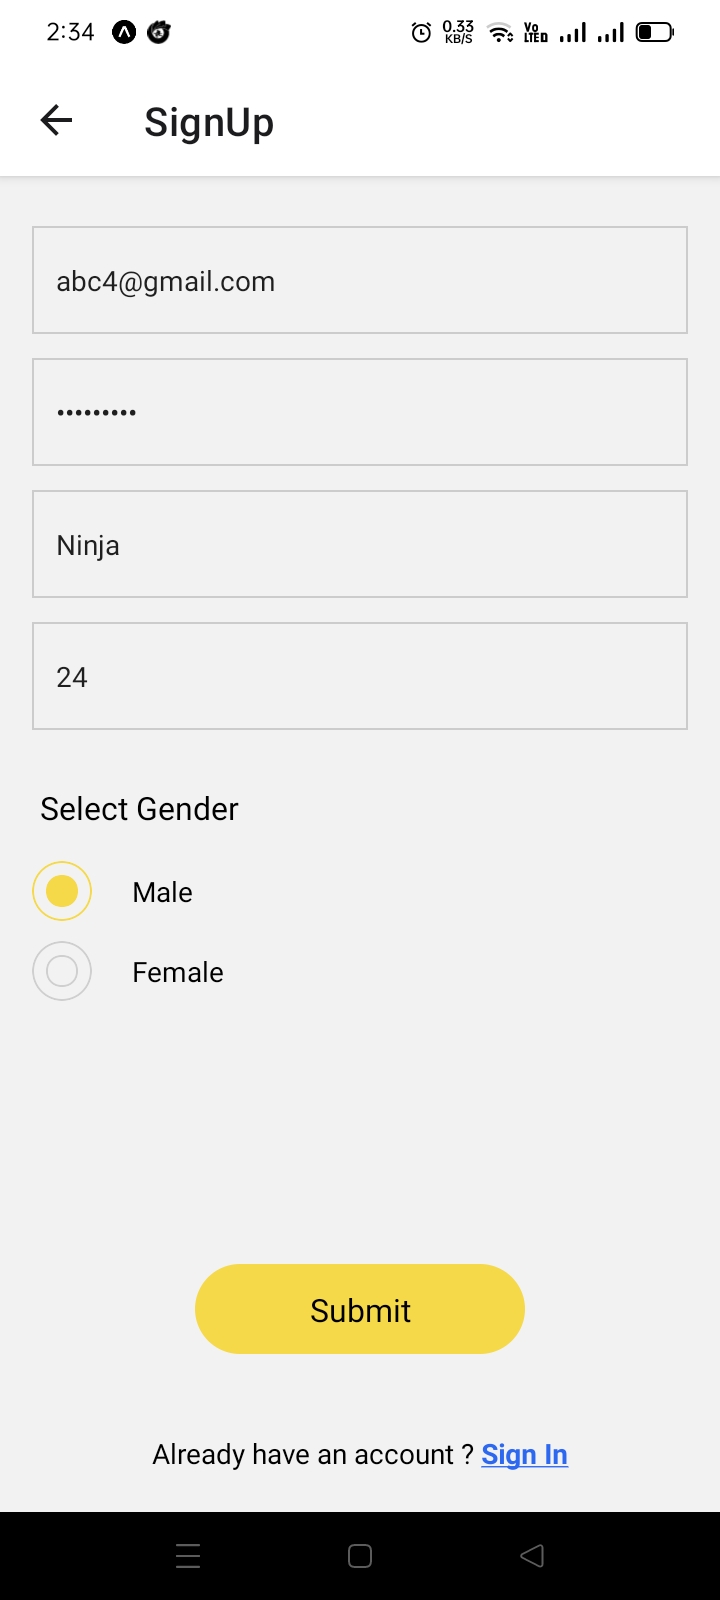 2:34 0.33 KB/S Vo LTE
SignUp
abc4@gmail.com
•••••••••
Ninja
24
Select Gender
Male
Female
Submit
Already have an account ? Sign In